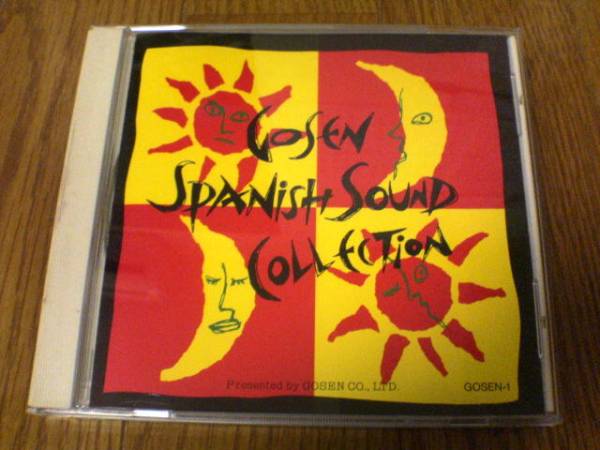 GOSEN
SPANISH SOUND
COLLECTION
Presented by GOSEN CO., LTD.
GOSEN-1